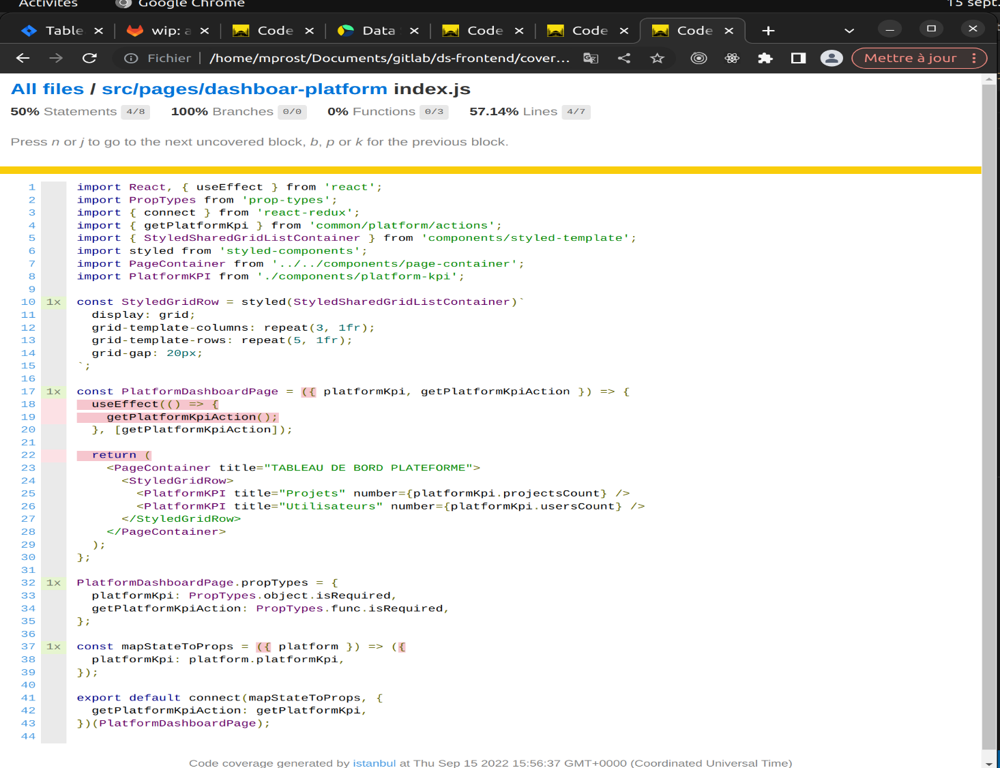 Activités Google Chrome 15 sept.
Table wip: a Code Data Code Code Code
Fichier /home/mprost/Documents/gitlab/ds-frontend/cover... Mettre à jour
All files / src/pages/dashboar-platform index.js
50% Statements 4/8 100% Branches 0/0 0% Functions 0/3 57.14% Lines 4/7
Press n or j to go to the next uncovered block, b, p or k for the previous block.
1 import React, { useEffect } from 'react';
2 import PropTypes from 'prop-types';
3 import { connect } from 'react-redux';
4 import { getPlatformKpi } from 'common/platform/actions';
5 import { StyledSharedGridListContainer } from 'components/styled-template';
6 import styled from 'styled-components';
7 import PageContainer from '../../components/page-container';
8 import PlatformKPI from './components/platform-kpi';
9
10 1x const StyledGridRow = styled(StyledSharedGridListContainer)`
11 display: grid;
12 grid-template-columns: repeat(3, 1fr);
13 grid-template-rows: repeat(5, 1fr);
14 grid-gap: 20px;
15 `;
16
17 1x const PlatformDashboardPage = ({ platformKpi, getPlatformKpiAction }) => {
18 useEffect(() => {
19 getPlatformKpiAction();
20 }, [getPlatformKpiAction]);
21
22 return (
23 <PageContainer title="TABLEAU DE BORD PLATEFORME">
24 <StyledGridRow>
25 <PlatformKPI title="Projets" number={platformKpi.projectsCount} />
26 <PlatformKPI title="Utilisateurs" number={platformKpi.usersCount} />
27 </StyledGridRow>
28 </PageContainer>
29 );
30 };
31
32 1x PlatformDashboardPage.propTypes = {
33 platformKpi: PropTypes.object.isRequired,
34 getPlatformKpiAction: PropTypes.func.isRequired,
35 };
36
37 1x const mapStateToProps = ({ platform }) => ({
38 platformKpi: platform.platformKpi,
39 });
40
41 export default connect(mapStateToProps, {
42 getPlatformKpiAction: getPlatformKpi,
43 })(PlatformDashboardPage);
44
Code coverage generated by istanbul at Thu Sep 15 2022 15:56:37 GMT+0000 (Coordinated Universal Time)